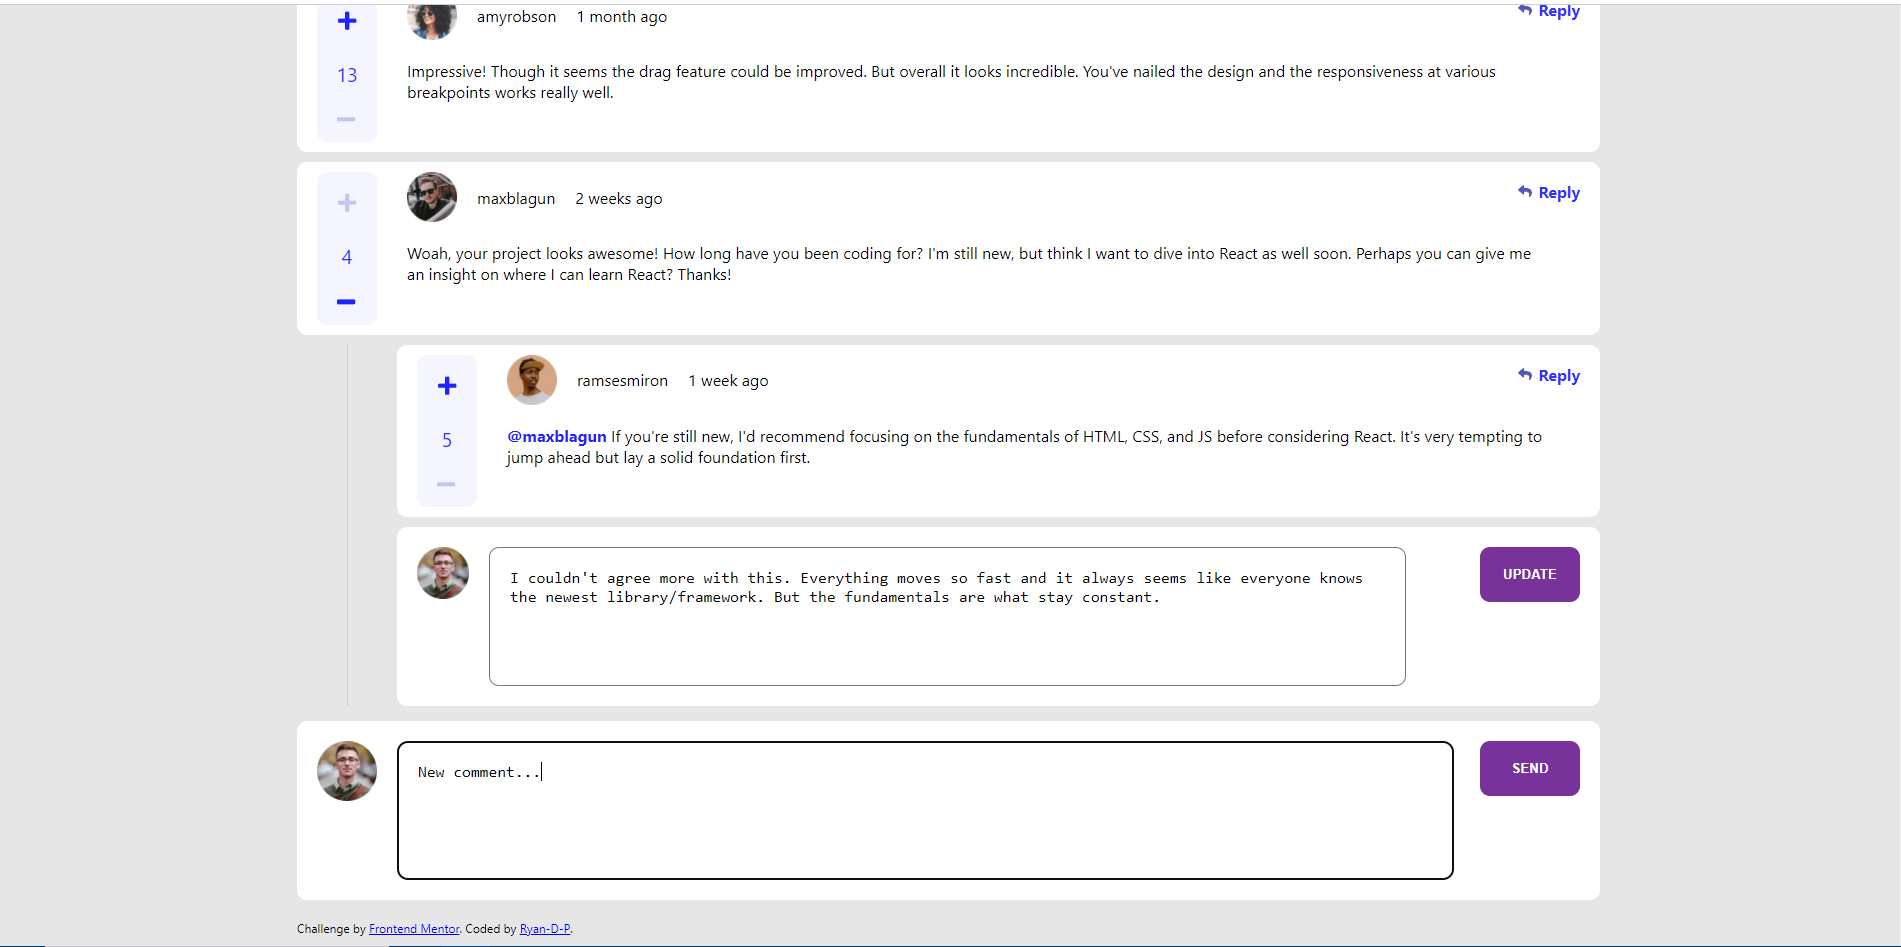 amyrobson 1 month ago Reply
13
Impressive! Though it seems the drag feature could be improved. But overall it looks incredible. You've nailed the design and the responsiveness at various
breakpoints works really well.
maxblagun 2 weeks ago Reply
4
Woah, your project looks awesome! How long have you been coding for? I'm still new, but think I want to dive into React as well soon. Perhaps you can give me
an insight on where I can learn React? Thanks!
ramsesmiron 1 week ago Reply
5
@maxblagun If you're still new, I'd recommend focusing on the fundamentals of HTML, CSS, and JS before considering React. It's very tempting to
jump ahead but lay a solid foundation first.
I couldn't agree more with this. Everything moves so fast and it always seems like everyone knows
the newest library/framework. But the fundamentals are what stay constant.
UPDATE
New comment...
SEND
Challenge by Frontend Mentor. Coded by Ryan-D-P.